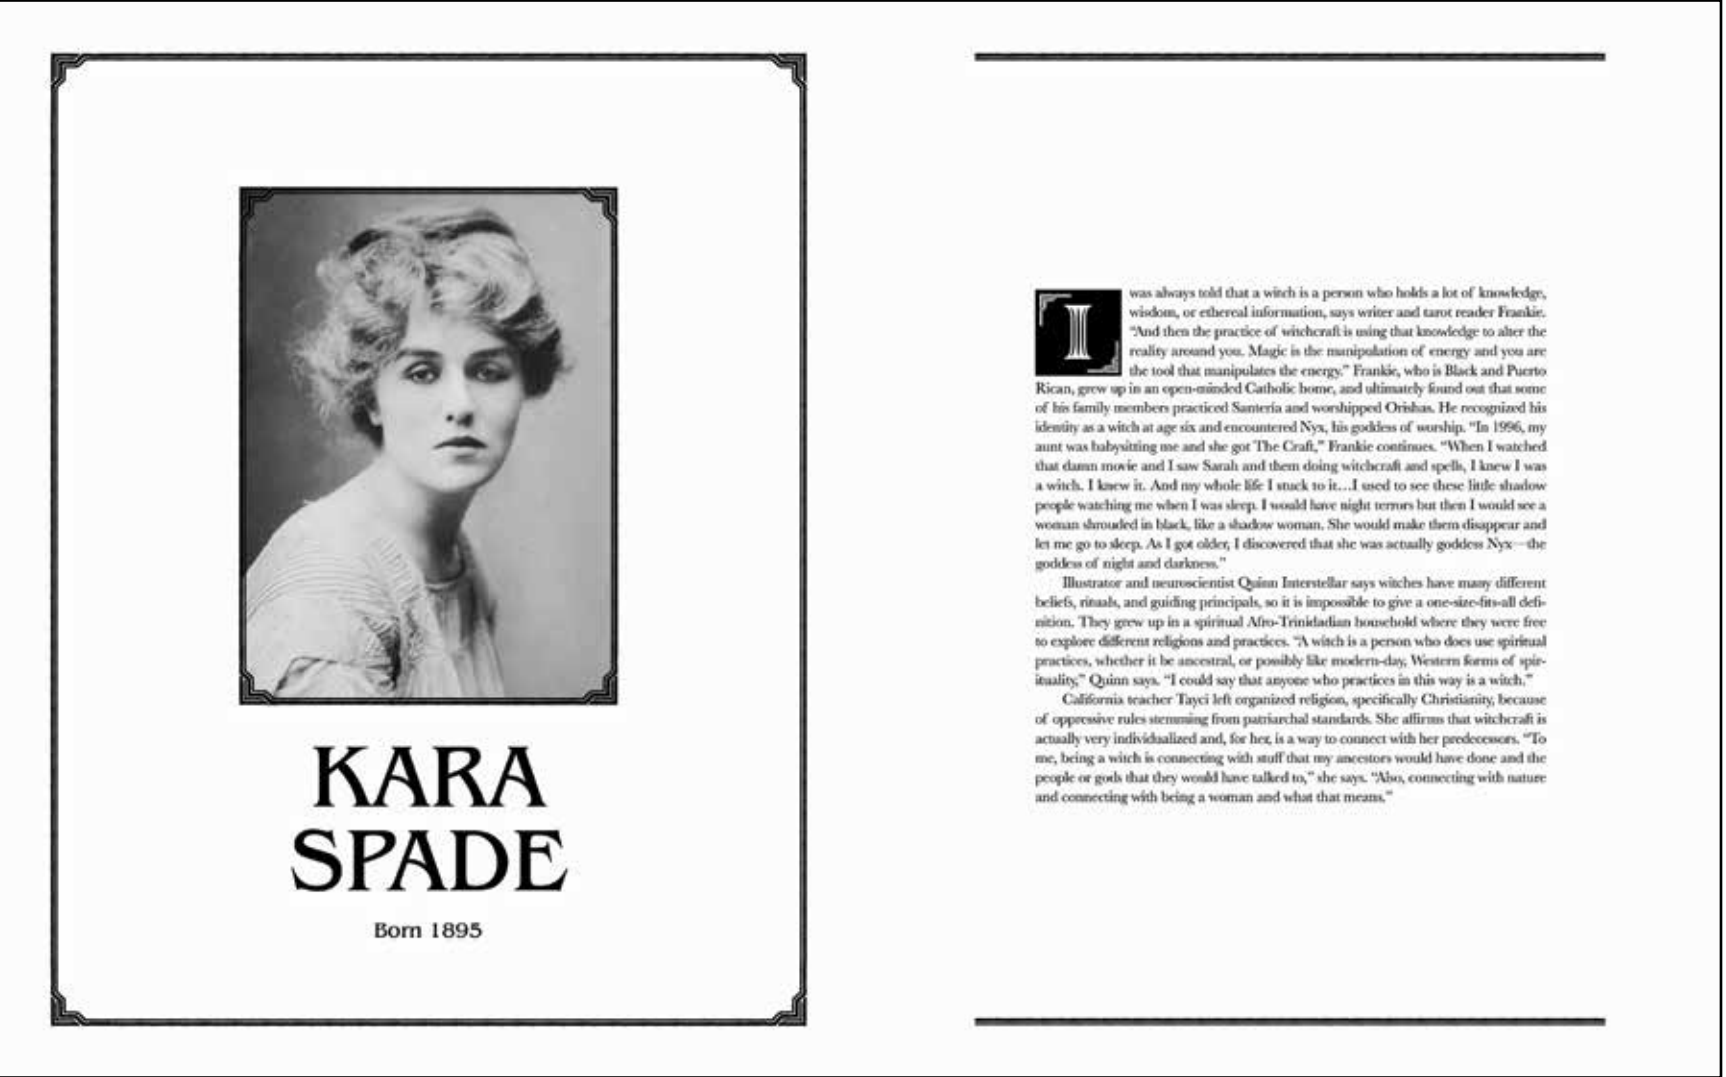 KARA
SPADE
Born 1895
I was always told that a witch is a person who holds a lot of knowledge,
wisdom, or ethereal information, says writer and tarot reader Frankie.
“And then the practice of witchcraft is using that knowledge to alter the
reality around you. Magic is the manipulation of energy and you are
the tool that manipulates the energy.” Frankie, who is Black and Puerto
Rican, grew up in an open-minded Catholic home, and ultimately found out that some
of his family members practiced Santería and worshipped Orishas. He recognized his
identity as a witch at age six and encountered Nyx, his goddess of worship. “In 1996, my
aunt was babysitting me and she got The Craft,” Frankie continues. “When I watched
that damn movie and I saw Sarah and them doing witchcraft and spells, I knew I was
a witch. I knew it. And my whole life I stuck to it…I used to see these little shadow
people watching me when I was sleep. I would have night terrors but then I would see a
woman shrouded in black, like a shadow woman. She would make them disappear and
let me go to sleep. As I got older, I discovered that she was actually goddess Nyx—the
goddess of night and darkness.”
Illustrator and neuroscientist Quinn Interstellar says witches have many different
beliefs, rituals, and guiding principals, so it is impossible to give a one-size-fits-all defi-
nition. They grew up in a spiritual Afro-Trinidadian household where they were free
to explore different religions and practices. “A witch is a person who does use spiritual
practices, whether it be ancestral, or possibly like modern-day, Western forms of spir-
ituality,” Quinn says. “I could say that anyone who practices in this way is a witch.”
California teacher Tayci left organized religion, specifically Christianity, because
of oppressive rules stemming from patriarchal standards. She affirms that witchcraft is
actually very individualized and, for her, is a way to connect with her predecessors. “To
me, being a witch is connecting with stuff that my ancestors would have done and the
people or gods that they would have talked to,” she says. “Also, connecting with nature
and connecting with being a woman and what that means.”